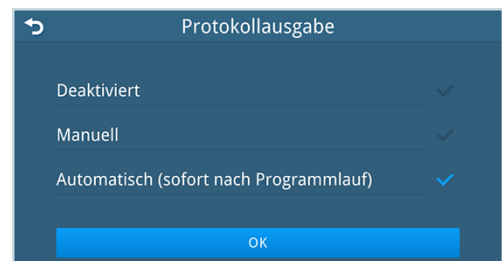 Protokollausgabe
Deaktiviert
Manuell
Automatisch (sofort nach Programmlauf)
OK